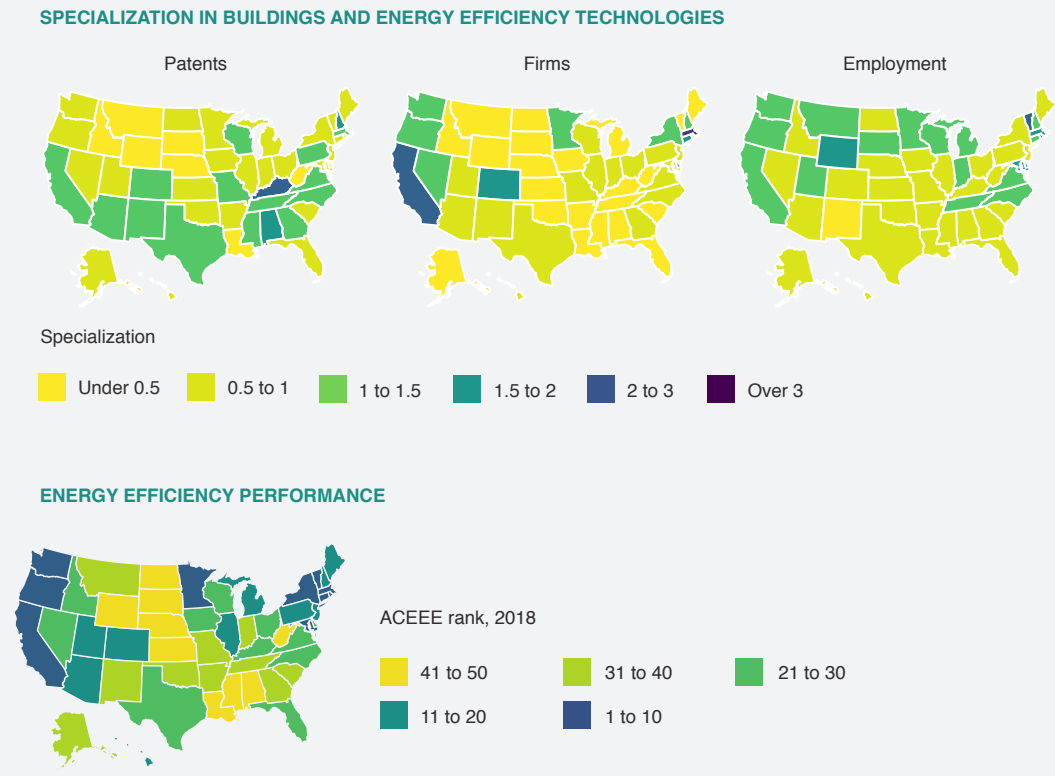 SPECIALIZATION IN BUILDINGS AND ENERGY EFFICIENCY TECHNOLOGIES
Patents
Firms
Employment
Specialization
Under 0.5
0.5 to 1
1 to 1.5
1.5 to 2
2 to 3
Over 3
ENERGY EFFICIENCY PERFORMANCE
ACEEE rank, 2018
41 to 50
31 to 40
21 to 30
11 to 20
1 to 10